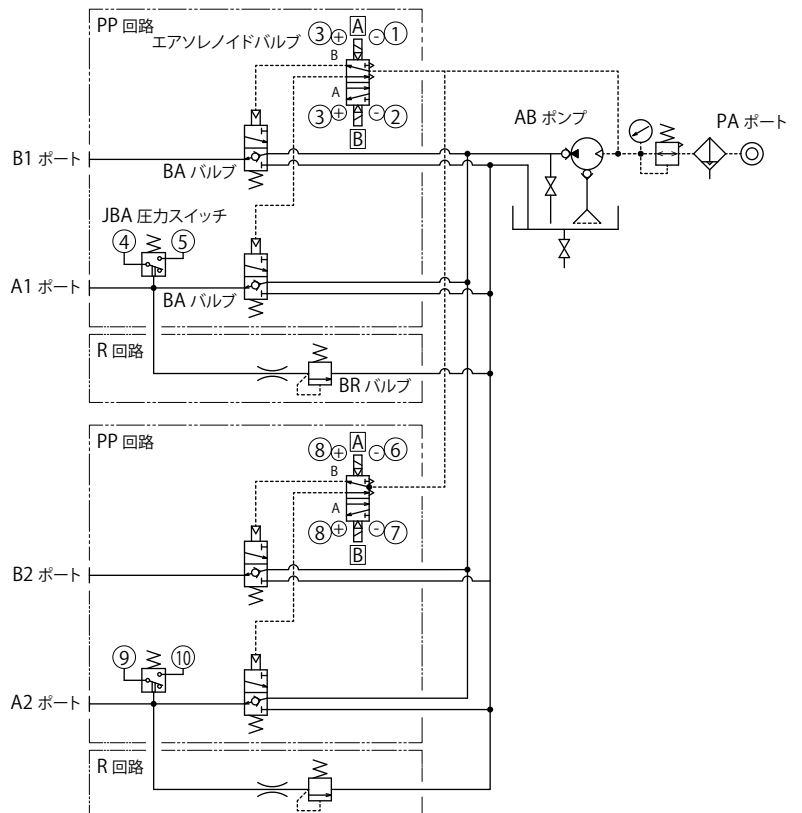 PP 回路
エアソレノイドバルブ
③ + A - ①
B
A
③ + - ②
B
AB ポンプ
PA ポート
B1 ポート
BA バルブ
JBA 圧力スイッチ
④ ⑤
A1 ポート
BA バルブ
R 回路
BR バルブ
PP 回路
⑧ + A - ⑥
B
A
⑧ + - ⑦
B
B2 ポート
⑨ ⑩
A2 ポート
R 回路